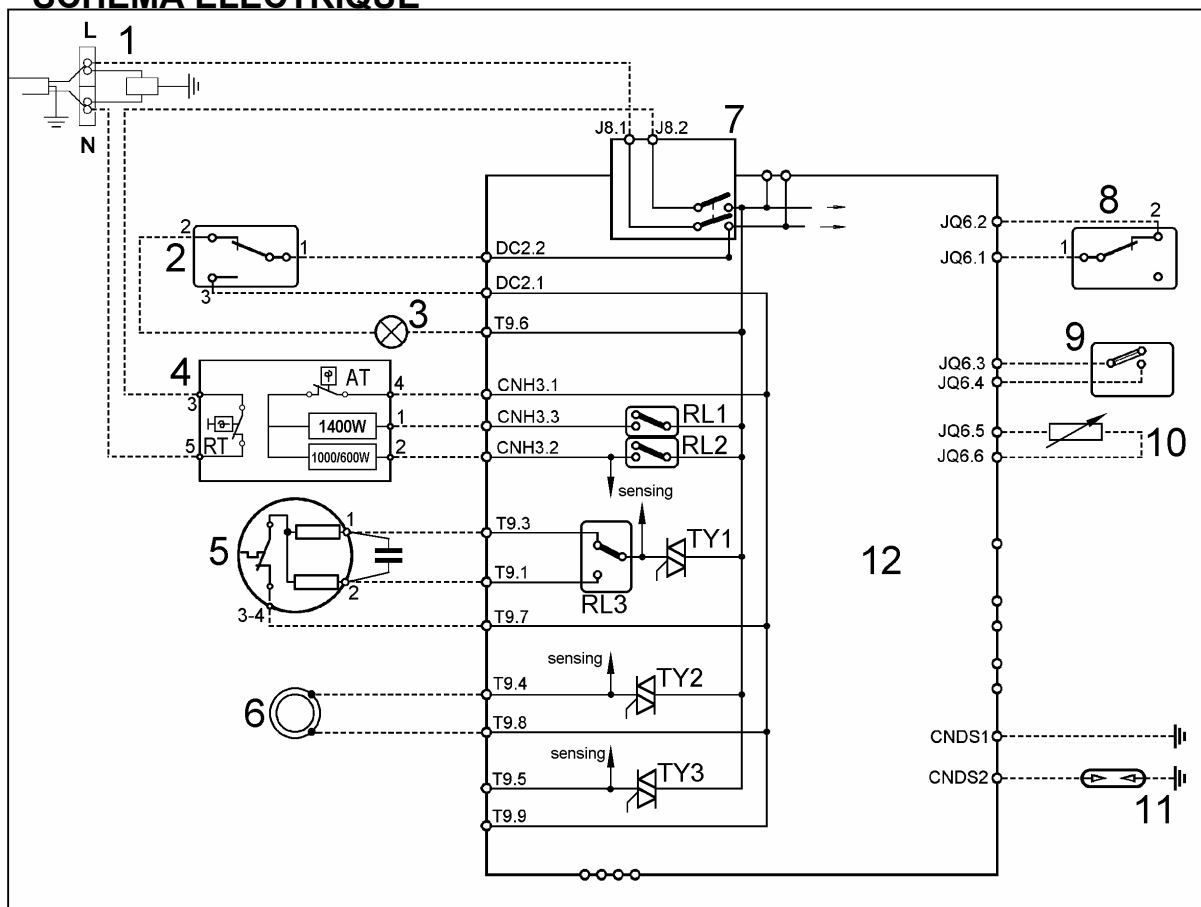 SCHEMA ELECTRIQUE
L
1
N
J8.1
J8.2
7
2
1
2
3
DC2.2
DC2.1
3
T9.6
4
3
AT
4
1400W
1
RT
5
1000/600W
2
CNH3.1
CNH3.3
RL1
CNH3.2
RL2
sensing
5
1
2
3-4
T9.3
TY1
T9.1
RL3
T9.7
sensing
6
T9.4
TY2
T9.8
sensing
T9.5
TY3
T9.9
8
JQ6.2
2
JQ6.1
1
9
JQ6.3
JQ6.4
JQ6.5
10
JQ6.6
12
CNDS1
CNDS2
11